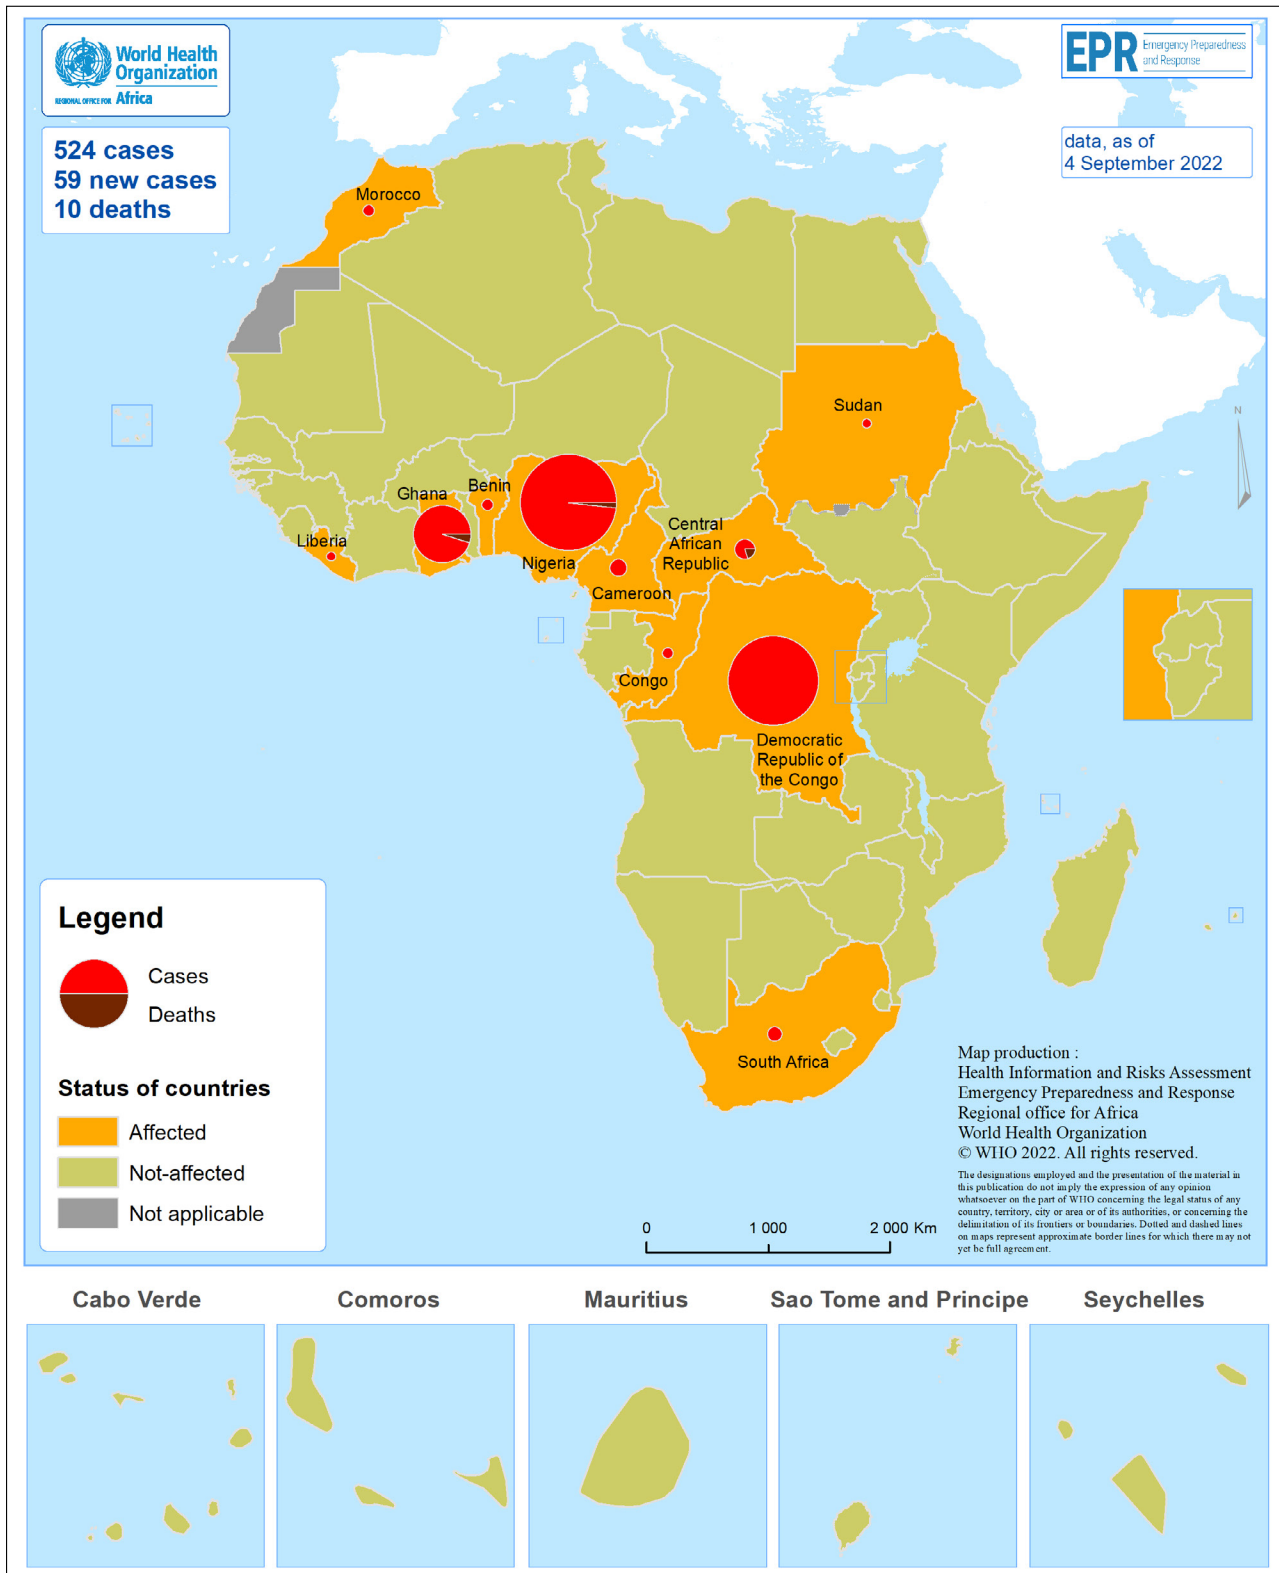 World Health
Organization
REGIONAL OFFICE FOR Africa
EPR Emergency Preparedness
and Response
524 cases
59 new cases
10 deaths
data, as of
4 September 2022
Morocco
Sudan
N
Benin
Ghana
Central
African
Republic
Liberia
Nigeria
Cameroon
Congo
Democratic
Republic of
the Congo
South Africa
Legend
Cases
Deaths
Status of countries
Affected
Not-affected
Not applicable
0 1 000 2 000 Km
Map production :
Health Information and Risks Assessment
Emergency Preparedness and Response
Regional office for Africa
World Health Organization
© WHO 2022. All rights reserved.
The designations employed and the presentation of the material in
this publication do not imply the expression of any opinion
whatsoever on the part of WHO concerning the legal status of any
country, territory, city or area or of its authorities, or concerning the
delimitation of its frontiers or boundaries. Dotted and dashed lines
on maps represent approximate border lines for which there may not
yet be full agreement.
Cabo Verde
Comoros
Mauritius
Sao Tome and Principe
Seychelles